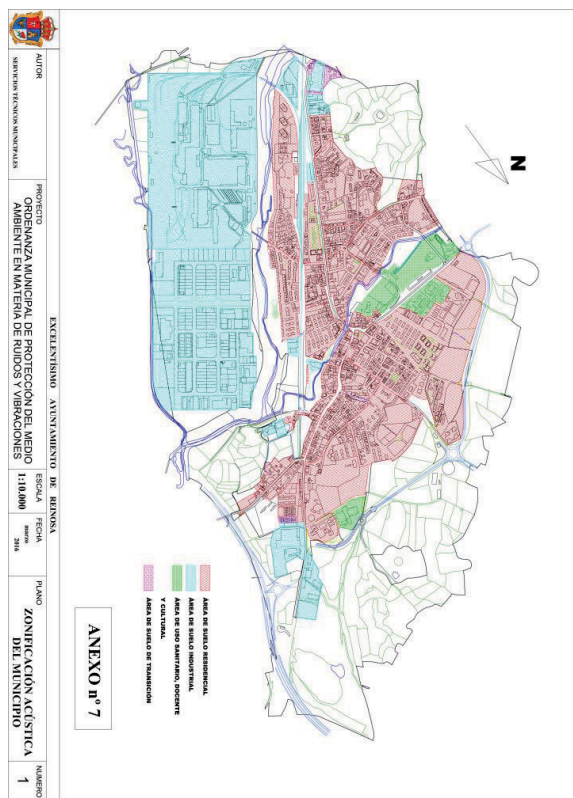 N
ÁREA DE SUELO RESIDENCIAL
ÁREA DE SUELO INDUSTRIAL
ÁREA DE USO SANITARIO, DOCENTE
Y CULTURAL
ÁREA DE SUELO DE TRANSICIÓN
ANEXO nº 7
EXCELENTÍSIMO AYUNTAMIENTO DE REINOSA
AUTOR
SERVICIOS TÉCNICOS MUNICIPALES
PROYECTO
ORDENANZA MUNICIPAL DE PROTECCIÓN DEL MEDIO
AMBIENTE EN MATERIA DE RUIDOS Y VIBRACIONES
ESCALA
1:10.000
FECHA
marzo
2016
PLANO
ZONIFICACIÓN ACÚSTICA
DEL MUNICIPIO
NUMERO
1